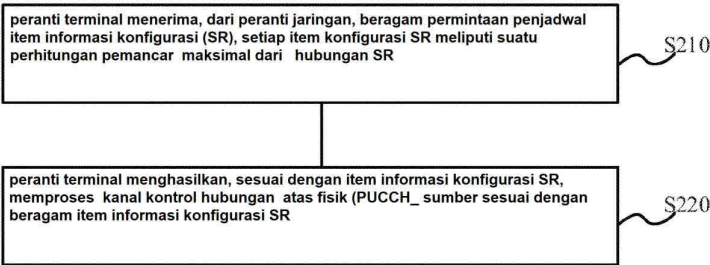 peranti terminal menerima, dari peranti jaringan, beragam permintaan penjadwal
item informasi konfigurasi (SR), setiap item konfigurasi SR meliputi suatu
perhitungan pemancar maksimal dari hubungan SR
S210
peranti terminal menghasilkan, sesuai dengan item informasi konfigurasi SR,
memproses kanal kontrol hubungan atas fisik (PUCCH_ sumber sesuai dengan
beragam item informasi konfigurasi SR
S220